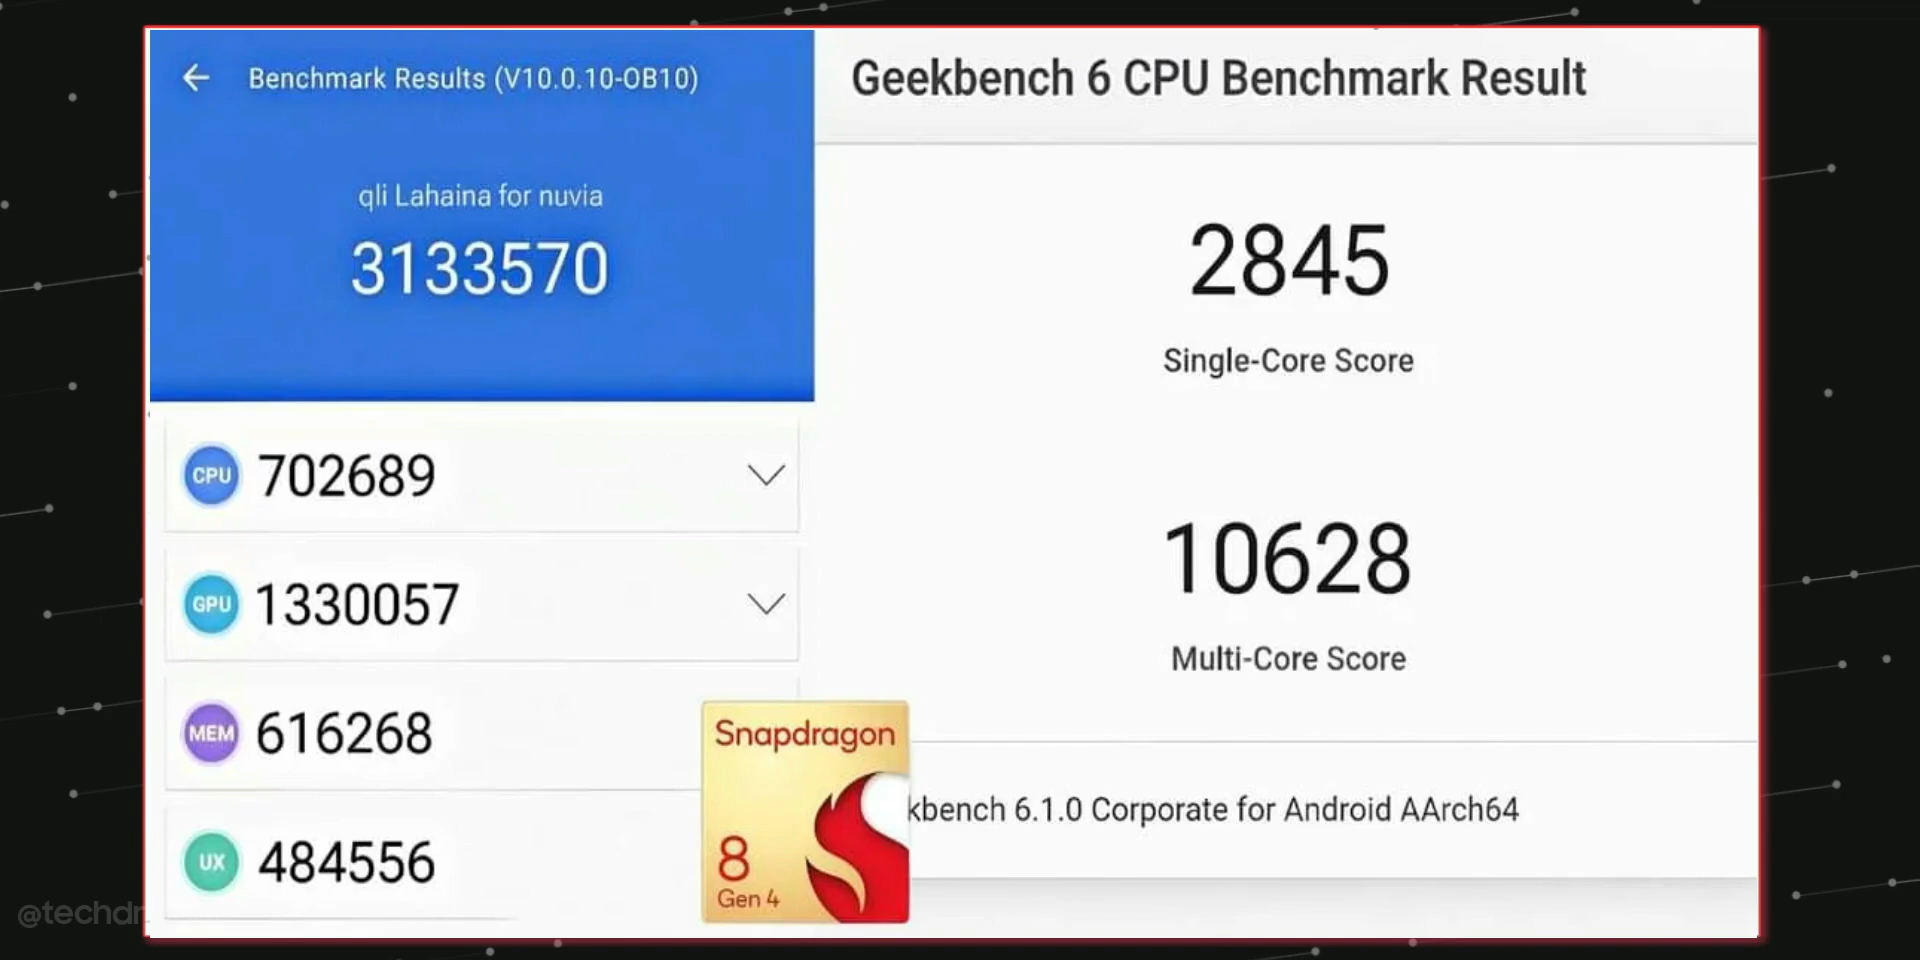 Benchmark Results (V10.0.10-OB10)
qli Lahaina for nuvia
3133570
CPU 702689
GPU 1330057
MEM 616268
UX 484556
Geekbench 6 CPU Benchmark Result
2845
Single-Core Score
10628
Multi-Core Score
kbench 6.1.0 Corporate for Android AArch64
Snapdragon
8
Gen 4
@techdr